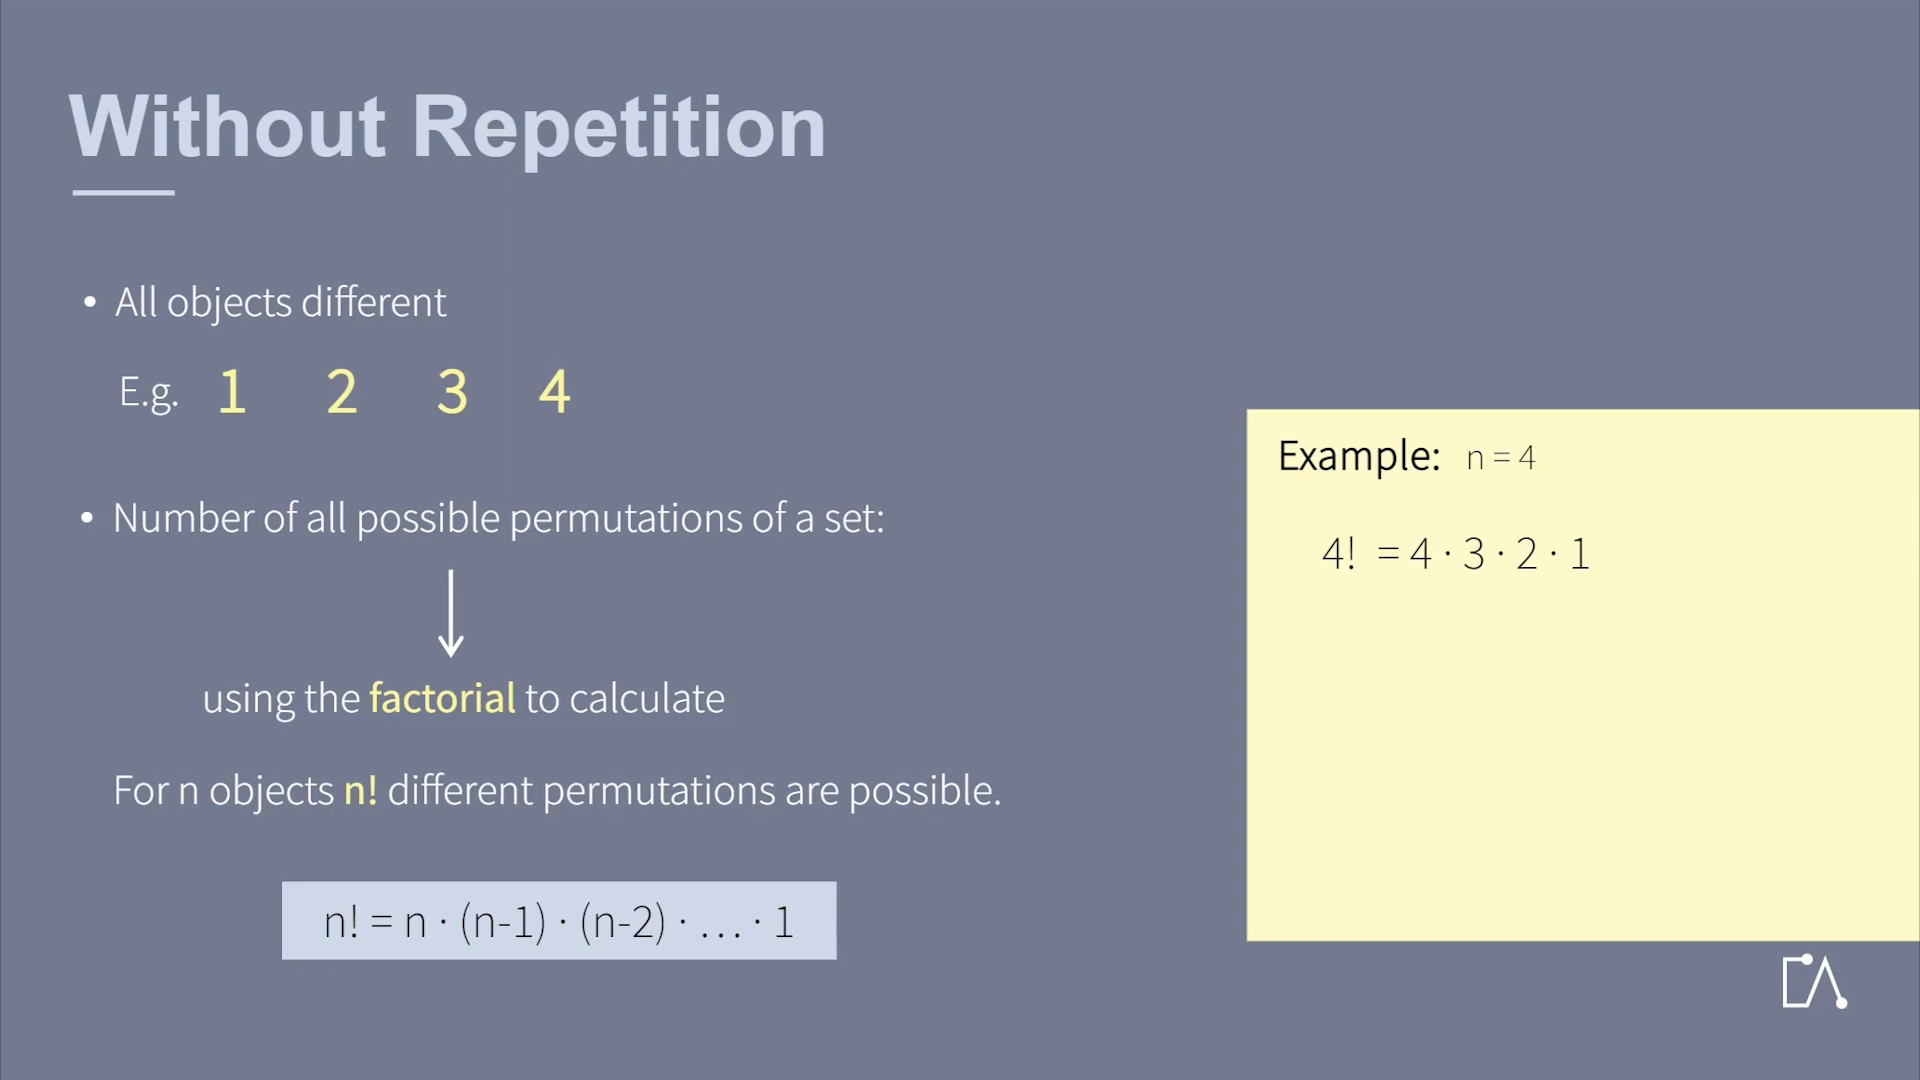 Without Repetition
• All objects different
E.g. 1 2 3 4
• Number of all possible permutations of a set:
using the factorial to calculate
For n objects n! different permutations are possible.
n! = n · (n-1) · (n-2) · … · 1
Example: n = 4
4! = 4 · 3 · 2 · 1